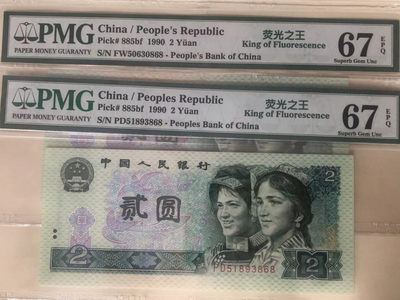 PMG
PAPER MONEY GUARANTY
China / People's Republic
Pick# 885bf 1990 2 Yüan
S/N FW50630868 - People's Bank of China
荧光之王
King of Fluorescence
67 EPQ
Superb Gem Unc
PMG
PAPER MONEY GUARANTY
China / Peoples Republic
Pick# 885bf 1990 2 Yüan
S/N PD51893868 - Peoples Bank of China
荧光之王
King of Fluorescence
67 EPQ
Superb Gem Unc
中国人民银行
贰圆
2
PD51893868
2
2